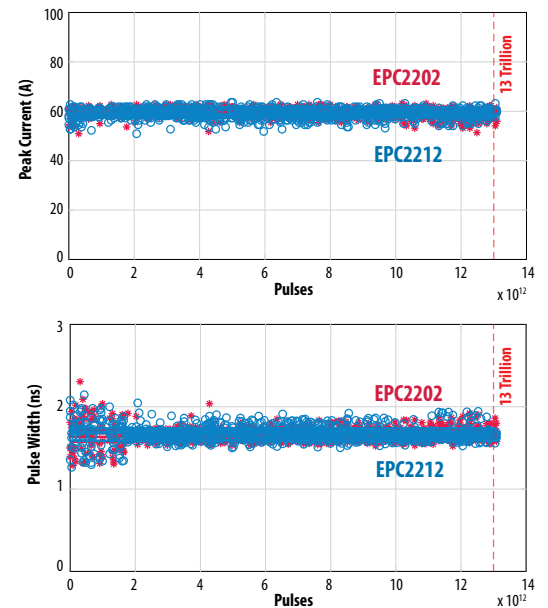 100
80
60
40
20
0
Peak Current (A)
EPC2202
EPC2212
13 Trillion
0 2 4 6 8 10 12 14
Pulses
x 10¹²
3
2
1
0
Pulse Width (ns)
EPC2202
EPC2212
13 Trillion
0 2 4 6 8 10 12 14
Pulses
x 10¹²